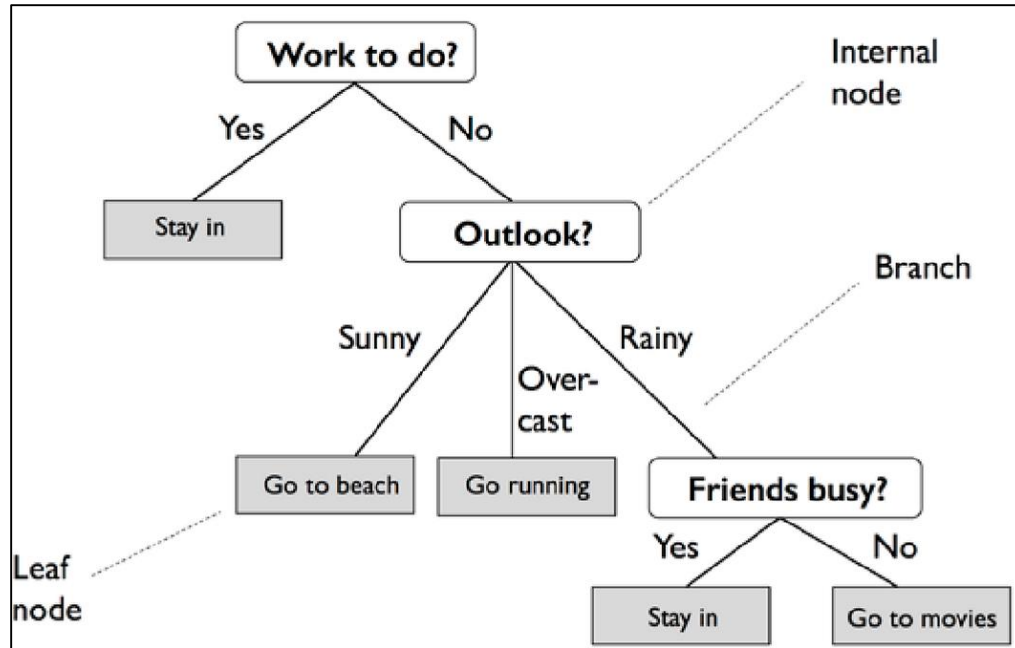 Work to do?
Internal
node
Yes
No
Stay in
Outlook?
Branch
Sunny
Rainy
Over-
cast
Go to beach
Go running
Friends busy?
Leaf
node
Yes
No
Stay in
Go to movies